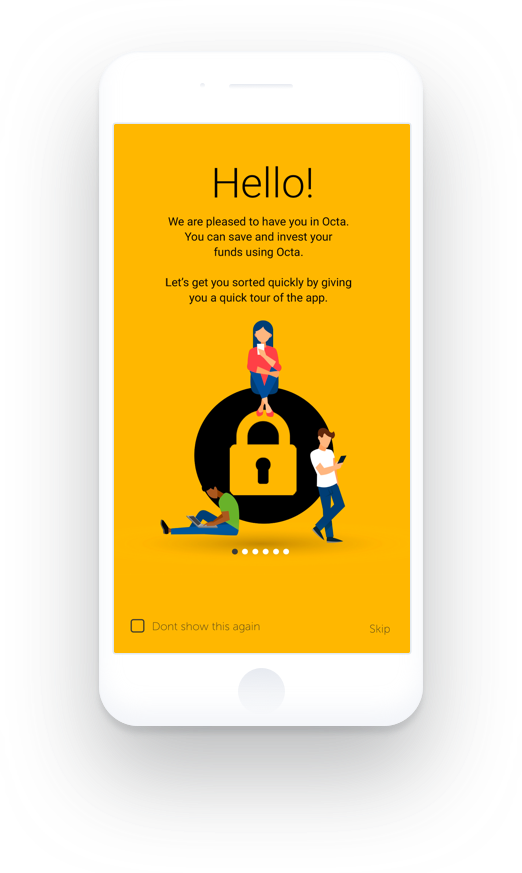 Hello!
We are pleased to have you in Octa.
You can save and invest your
funds using Octa.
Let's get you sorted quickly by giving
you a quick tour of the app.
Dont show this again
Skip